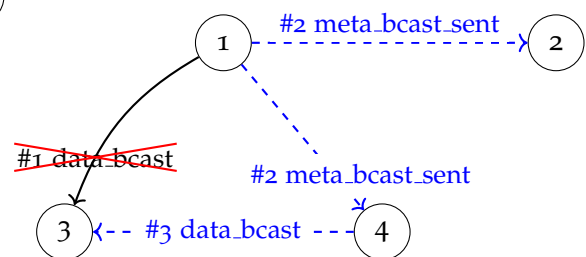 #2 meta_bcast_sent
1
2
#1 data_bcast
#2 meta_bcast_sent
3
#3 data_bcast
4